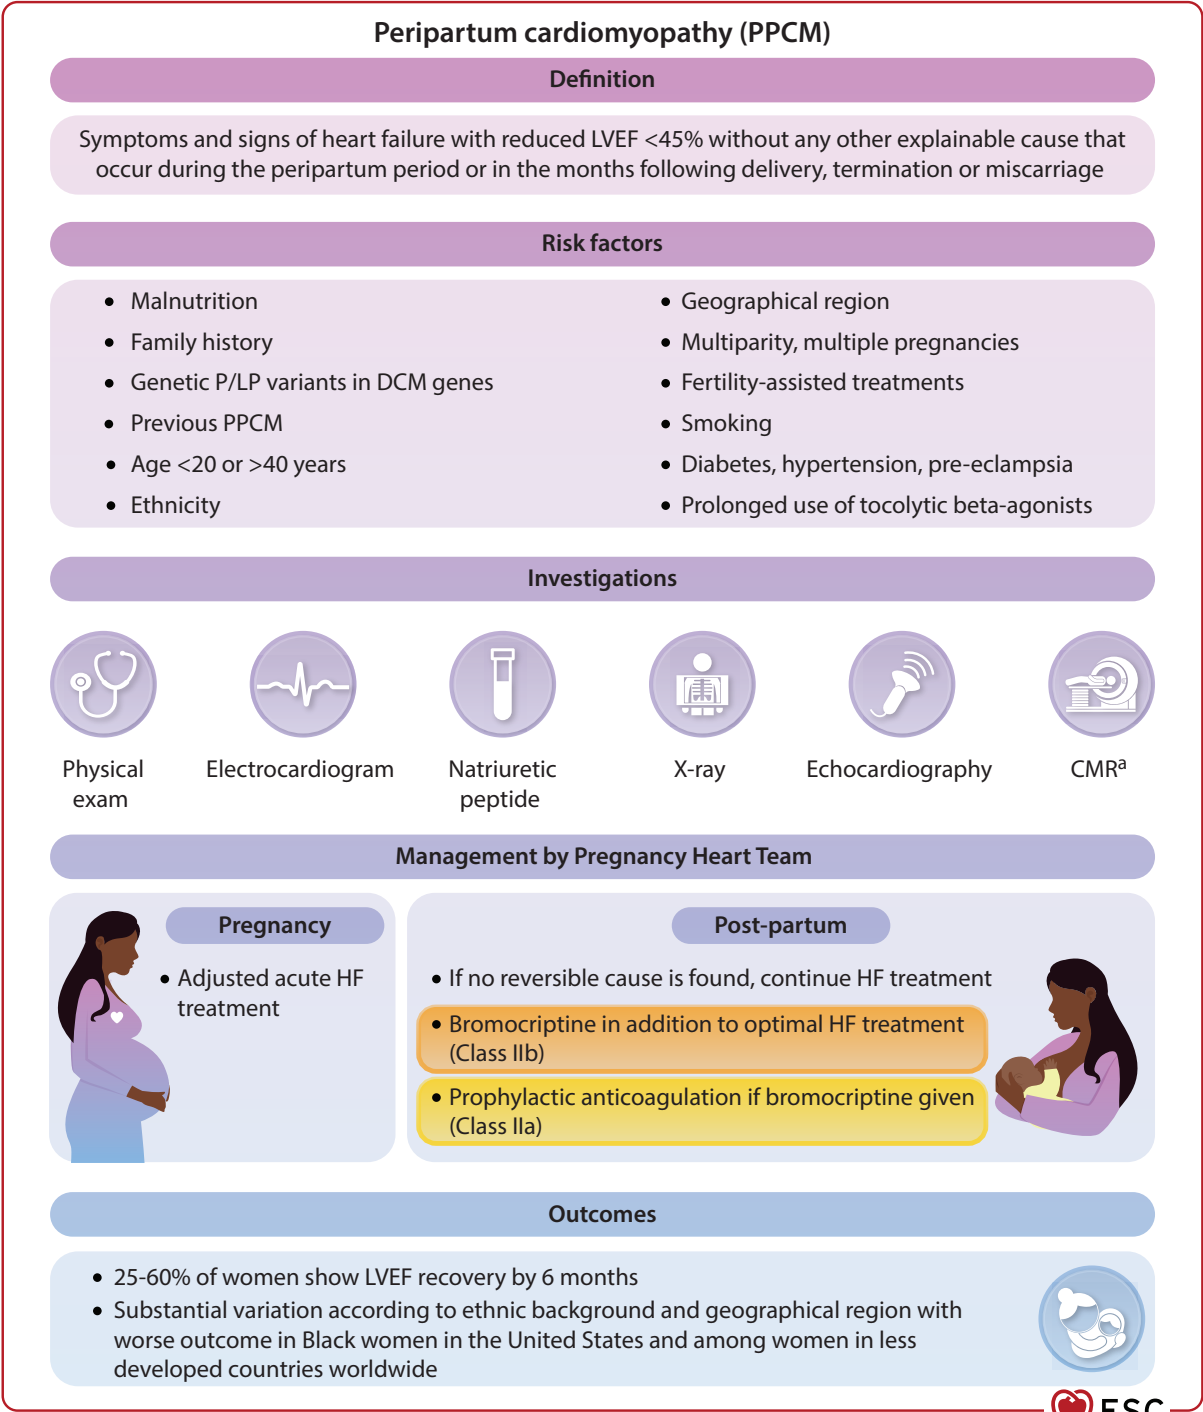 Peripartum cardiomyopathy (PPCM)
Definition
Symptoms and signs of heart failure with reduced LVEF <45% without any other explainable cause that
occur during the peripartum period or in the months following delivery, termination or miscarriage
Risk factors
• Malnutrition
• Family history
• Genetic P/LP variants in DCM genes
• Previous PPCM
• Age <20 or >40 years
• Ethnicity
• Geographical region
• Multiparity, multiple pregnancies
• Fertility-assisted treatments
• Smoking
• Diabetes, hypertension, pre-eclampsia
• Prolonged use of tocolytic beta-agonists
Investigations
Physical
exam
Electrocardiogram
Natriuretic
peptide
X-ray
Echocardiography
CMRª
Management by Pregnancy Heart Team
Pregnancy
• Adjusted acute HF
treatment
Post-partum
• If no reversible cause is found, continue HF treatment
• Bromocriptine in addition to optimal HF treatment
(Class IIb)
• Prophylactic anticoagulation if bromocriptine given
(Class IIa)
Outcomes
• 25-60% of women show LVEF recovery by 6 months
• Substantial variation according to ethnic background and geographical region with
worse outcome in Black women in the United States and among women in less
developed countries worldwide
ESC